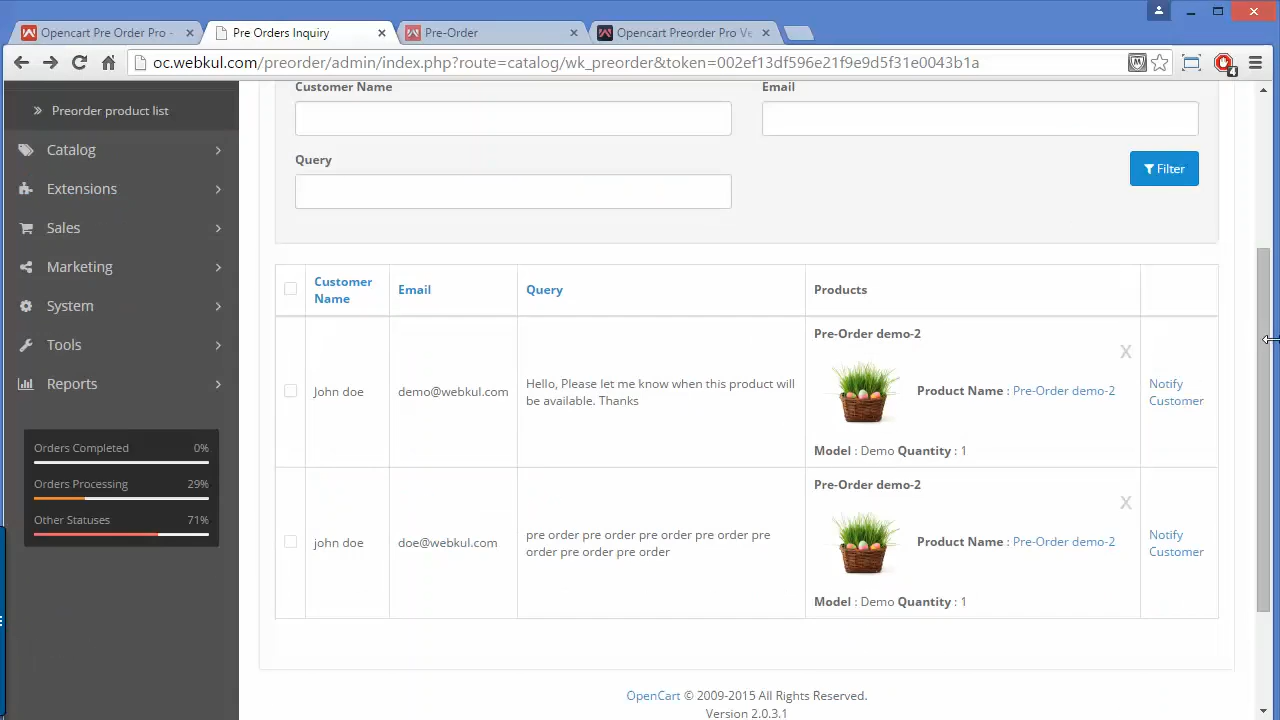 Opencart Pre Order Pro -
Pre Orders Inquiry
Pre-Order
Opencart Preorder Pro Ve
oc.webkul.com/preorder/admin/index.php?route=catalog/wk_preorder&token=002ef13df596e21f9e9d5f31e0043b1a
4
Preorder product list
Catalog
Extensions
Sales
Marketing
System
Tools
Reports
Orders Completed 0%
Orders Processing 29%
Other Statuses 71%
Customer Name
Email
Query
Filter
Customer
Name
Email
Query
Products
John doe
demo@webkul.com
Hello, Please let me know when this product will
be available. Thanks
Pre-Order demo-2
X
Product Name : Pre-Order demo-2
Model : Demo Quantity : 1
Notify
Customer
john doe
doe@webkul.com
pre order pre order pre order pre order pre
order pre order pre order
Pre-Order demo-2
X
Product Name : Pre-Order demo-2
Model : Demo Quantity : 1
Notify
Customer
OpenCart © 2009-2015 All Rights Reserved.
Version 2.0.3.1